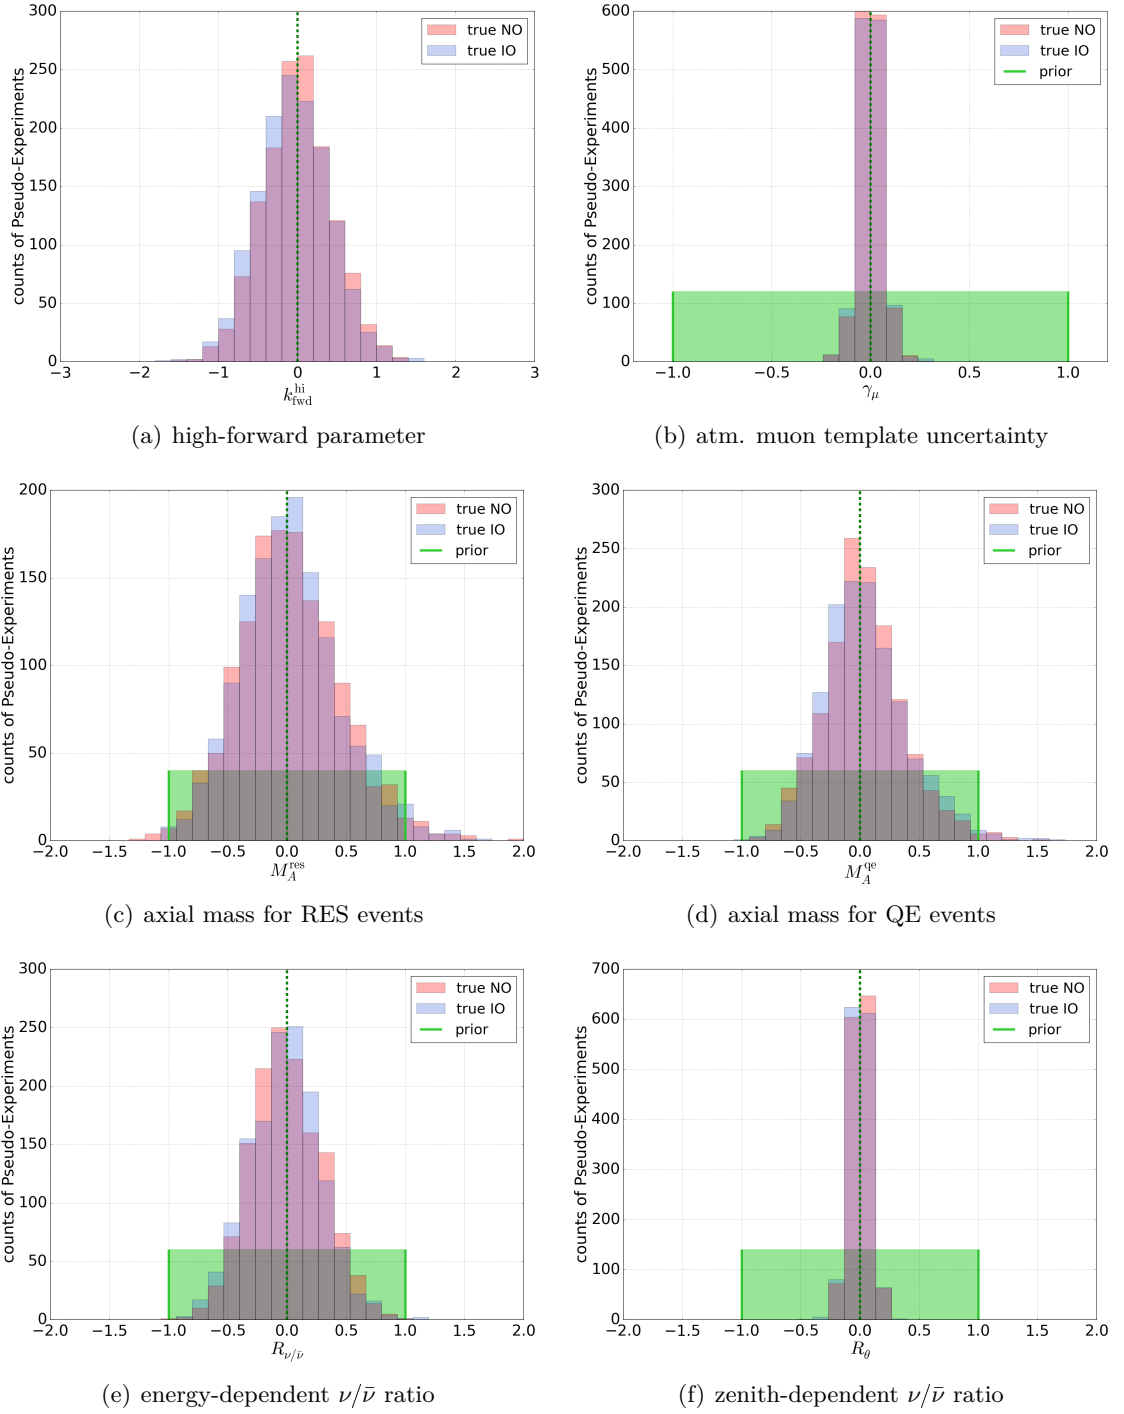 300
250
200
150
100
50
0
counts of Pseudo-Experiments
true NO
true IO
−3 −2 −1 0 1 2 3
k_fwd^hi
(a) high-forward parameter
600
500
400
300
200
100
0
counts of Pseudo-Experiments
true NO
true IO
prior
−1.0 −0.5 0.0 0.5 1.0
γ_μ
(b) atm. muon template uncertainty
200
150
100
50
0
counts of Pseudo-Experiments
true NO
true IO
prior
−2.0 −1.5 −1.0 −0.5 0.0 0.5 1.0 1.5 2.0
M_A^res
(c) axial mass for RES events
300
250
200
150
100
50
0
counts of Pseudo-Experiments
true NO
true IO
prior
−2.0 −1.5 −1.0 −0.5 0.0 0.5 1.0 1.5 2.0
M_A^qe
(d) axial mass for QE events
300
250
200
150
100
50
0
counts of Pseudo-Experiments
true NO
true IO
prior
−2.0 −1.5 −1.0 −0.5 0.0 0.5 1.0 1.5 2.0
R_ν/ν̄
(e) energy-dependent ν/ν̄ ratio
700
600
500
400
300
200
100
0
counts of Pseudo-Experiments
true NO
true IO
prior
−2.0 −1.5 −1.0 −0.5 0.0 0.5 1.0 1.5 2.0
R_θ
(f) zenith-dependent ν/ν̄ ratio